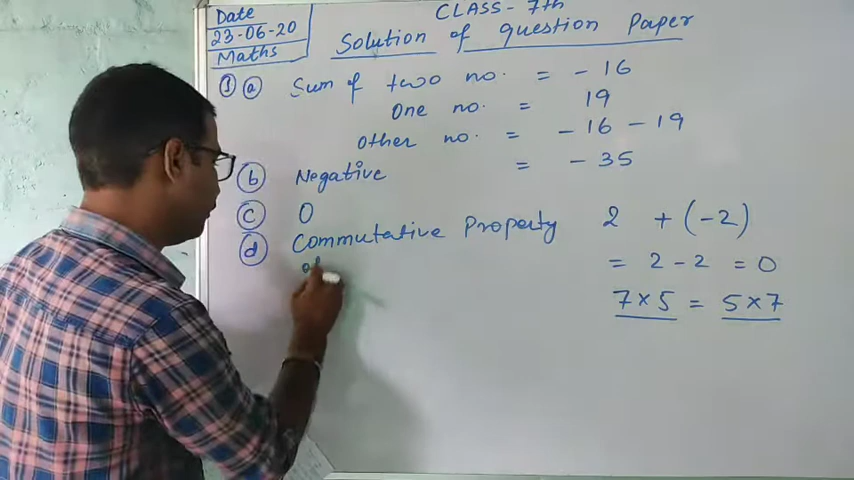 Date
23-06-20
Maths
CLASS- 7th
Solution of question Paper
① ⓐ Sum of two no. = - 16
One no. = 19
other no. = - 16 - 19
= - 35
ⓑ Negative
ⓒ 0
ⓓ Commutative Property
of
2 + (-2)
= 2 - 2 = 0
7 x 5 = 5 x 7